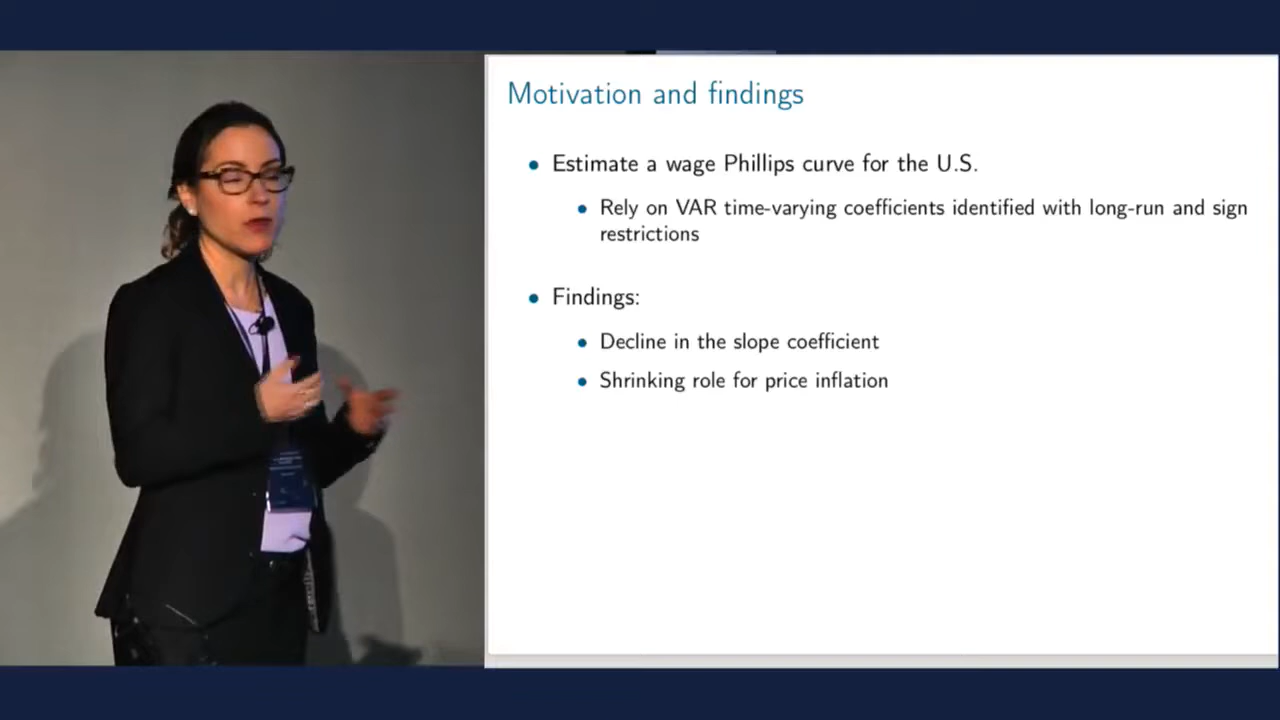 Motivation and findings
• Estimate a wage Phillips curve for the U.S.
• Rely on VAR time-varying coefficients identified with long-run and sign
restrictions
• Findings:
• Decline in the slope coefficient
• Shrinking role for price inflation